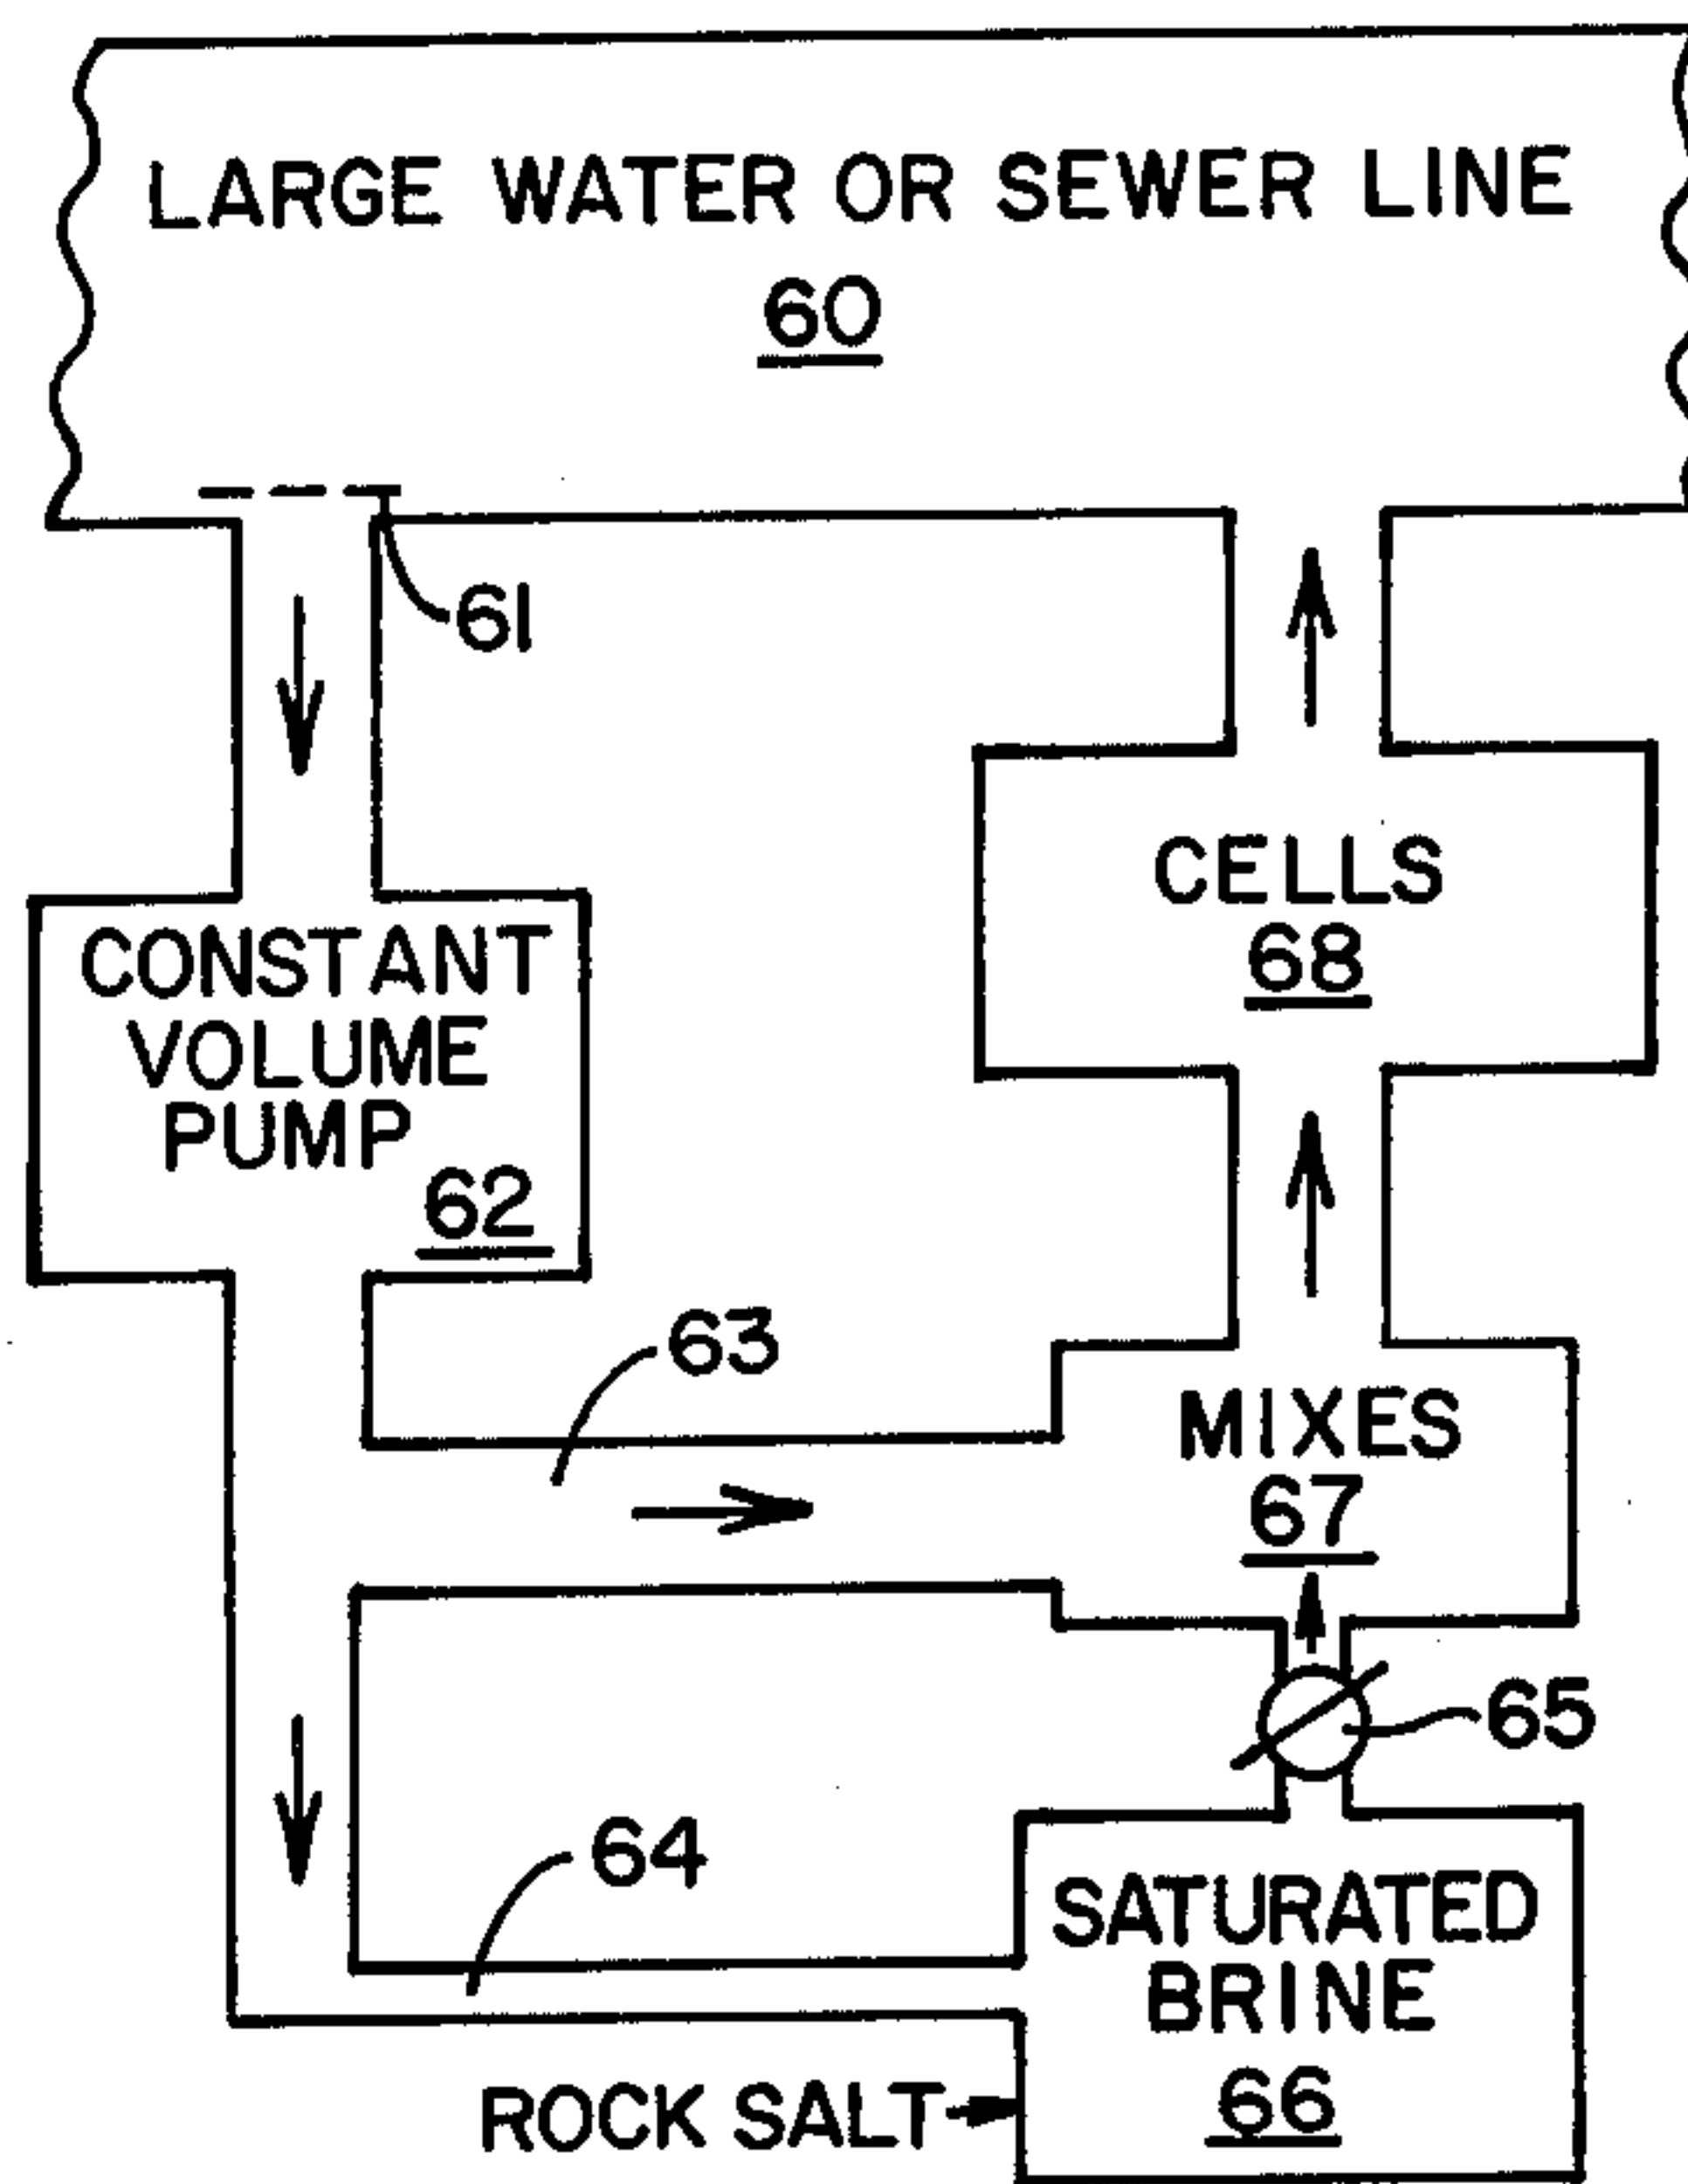 LARGE WATER OR SEWER LINE
60
61
CELLS
68
CONSTANT
VOLUME
PUMP
62
63
MIXES
67
65
64
SATURATED
BRINE
66
ROCK SALT